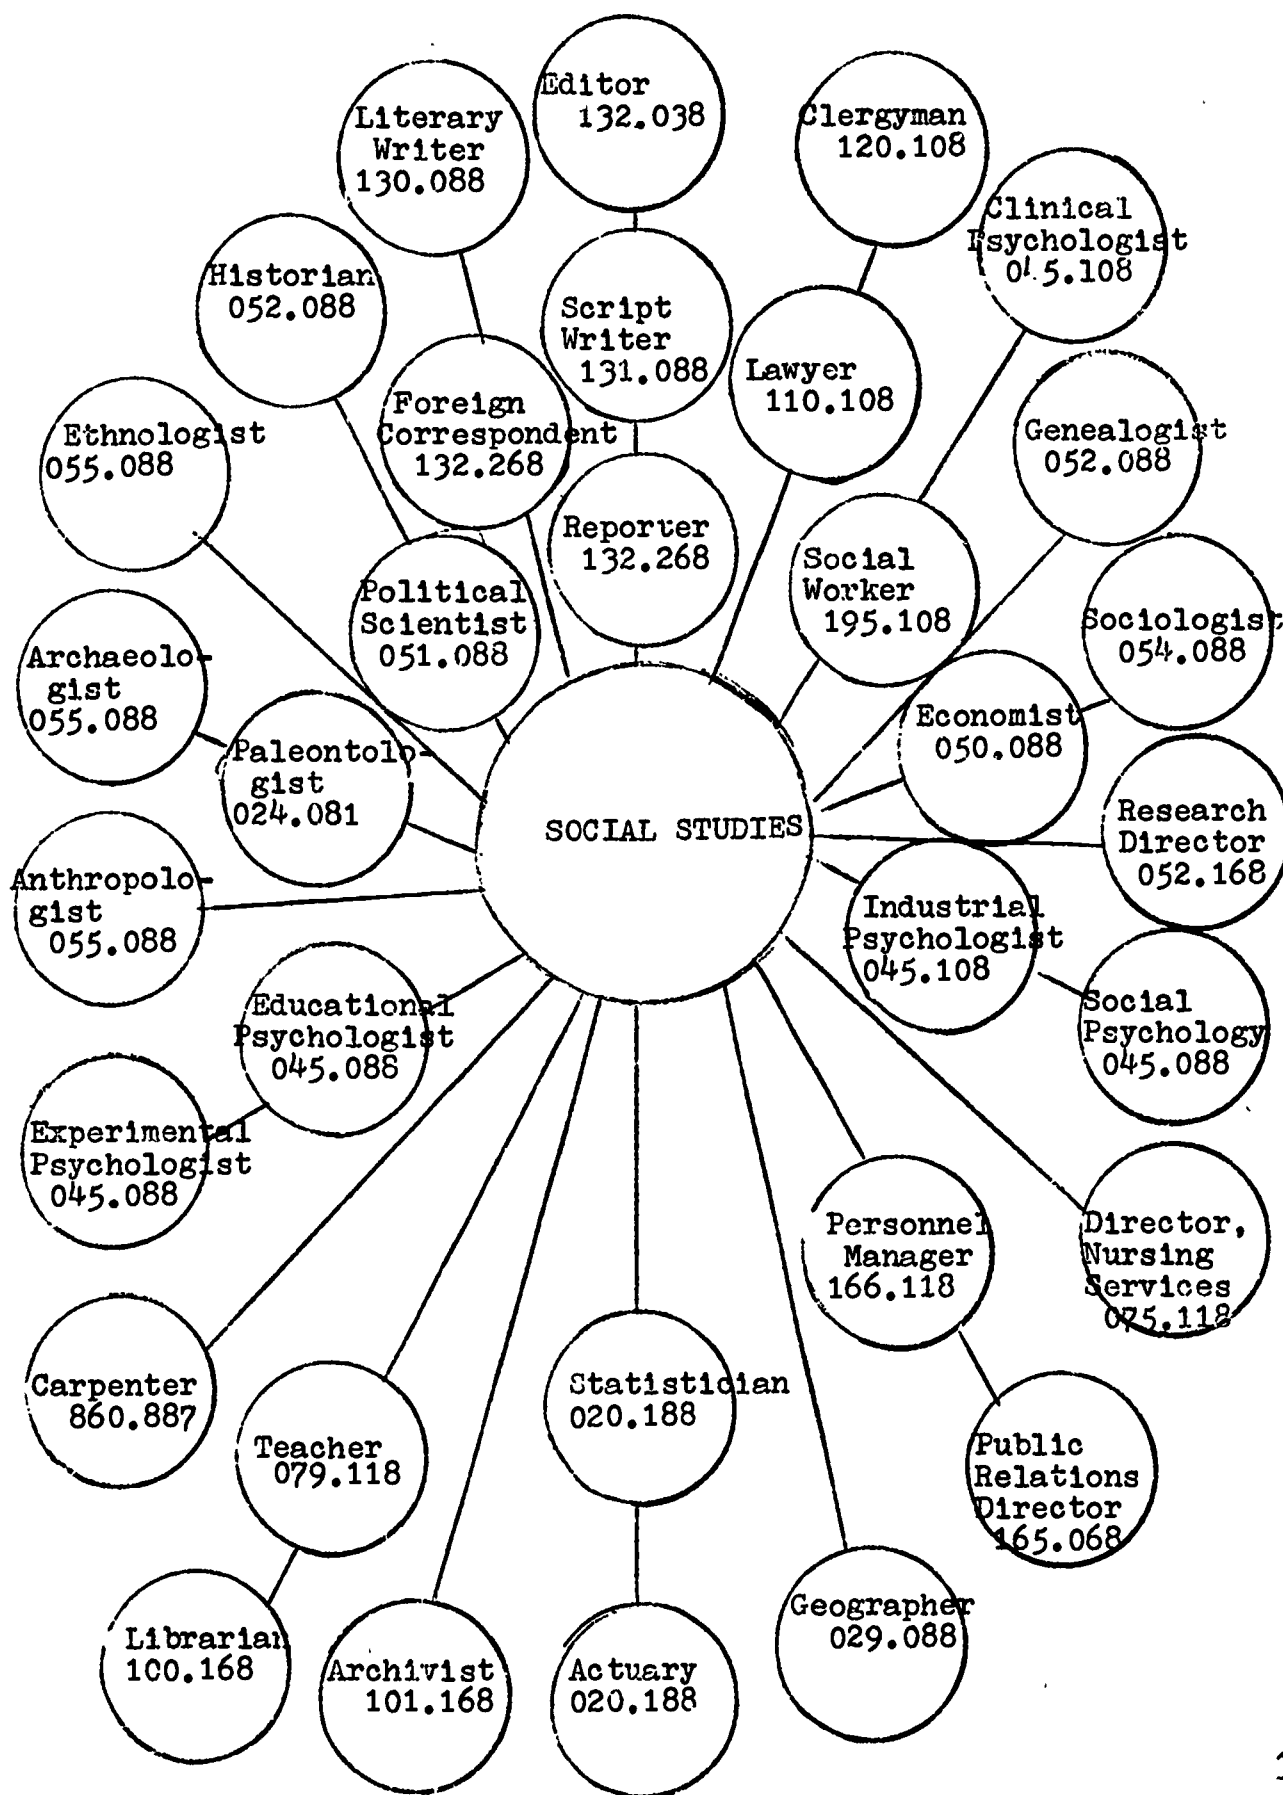 Editor
132.038
Literary
Writer
130.088
Clergyman
120.108
Clinical
Psychologist
045.108
Historian
052.088
Script
Writer
131.088
Lawyer
110.108
Foreign
Correspondent
132.268
Ethnologist
055.088
Genealogist
052.088
Reporter
132.268
Social
Worker
195.108
Political
Scientist
051.088
Sociologist
054.088
Archaeolo-
gist
055.088
Economist
050.088
Paleontolo-
gist
024.081
SOCIAL STUDIES
Research
Director
052.168
Anthropolo-
gist
055.088
Industrial
Psychologist
045.108
Educational
Psychologist
045.088
Social
Psychology
045.088
Experimental
Psychologist
045.088
Personnel
Manager
166.118
Director,
Nursing
Services
075.118
Carpenter
860.887
Statistician
020.188
Teacher
079.118
Public
Relations
Director
165.068
Geographer
029.088
Librarian
100.168
Archivist
101.168
Actuary
020.188